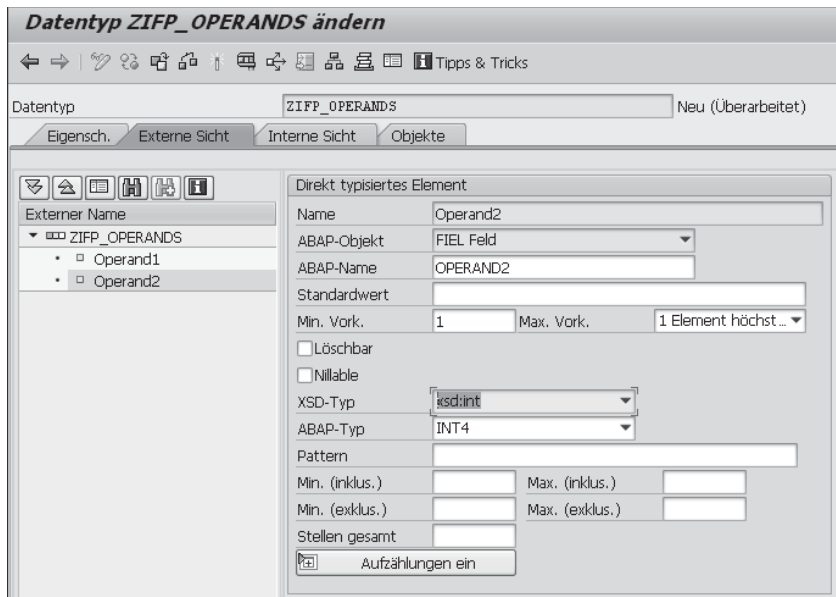 Datentyp ZIFP_OPERANDS ändern
Tipps & Tricks
Datentyp ZIFP_OPERANDS Neu (Überarbeitet)
Eigensch. Externe Sicht Interne Sicht Objekte
Externer Name
ZIFP_OPERANDS
Operand1
Operand2
Direkt typisiertes Element
Name Operand2
ABAP-Objekt FIEL Feld
ABAP-Name OPERAND2
Standardwert
Min. Vork. 1 Max. Vork. 1 Element höchst...
Löschbar
Nillable
XSD-Typ xsd:int
ABAP-Typ INT4
Pattern
Min. (inklus.) Max. (inklus.)
Min. (exklus.) Max. (exklus.)
Stellen gesamt
Aufzählungen ein